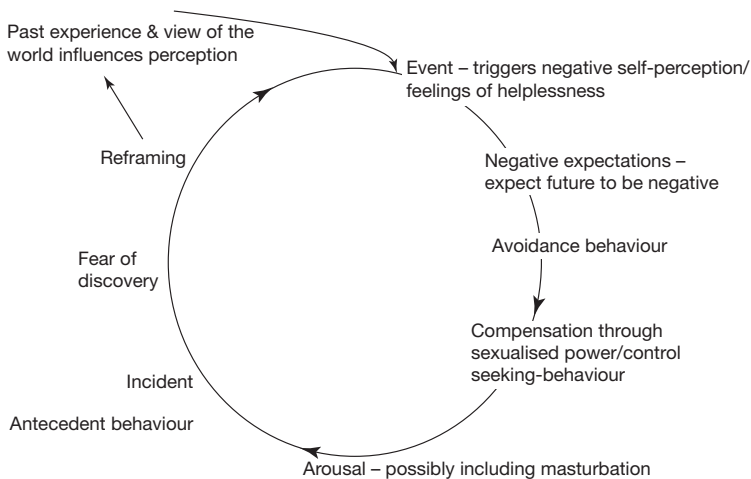 Past experience & view of the
world influences perception
Event – triggers negative self-perception/
feelings of helplessness
Negative expectations –
expect future to be negative
Avoidance behaviour
Compensation through
sexualised power/control
seeking-behaviour
Arousal – possibly including masturbation
Antecedent behaviour
Incident
Fear of
discovery
Reframing